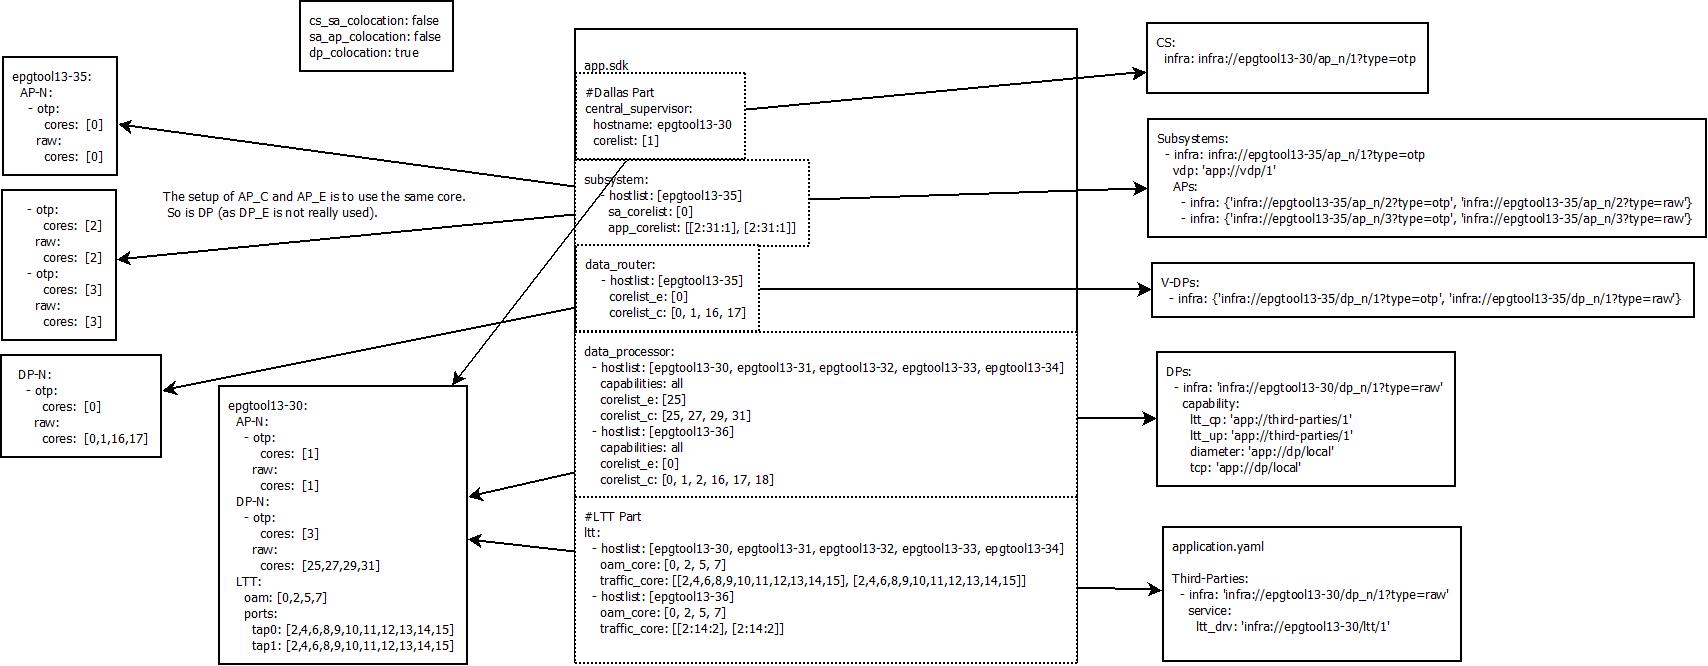 cs_sa_colocation: false
sa_ap_colocation: false
dp_colocation: true
epgtool13-35:
AP-N:
- otp:
cores: [0]
raw:
cores: [0]
- otp:
cores: [2]
raw:
cores: [2]
- otp:
cores: [3]
raw:
cores: [3]
The setup of AP_C and AP_E is to use the same core.
So is DP (as DP_E is not really used).
DP-N:
- otp:
cores: [0]
raw:
cores: [0,1,16,17]
epgtool13-30:
AP-N:
- otp:
cores: [1]
raw:
cores: [1]
DP-N:
- otp:
cores: [3]
raw:
cores: [25,27,29,31]
LTT:
oam: [0,2,5,7]
ports:
tap0: [2,4,6,8,9,10,11,12,13,14,15]
tap1: [2,4,6,8,9,10,11,12,13,14,15]
app.sdk
#Dallas Part
central_supervisor:
hostname: epgtool13-30
corelist: [1]
subsystem:
- hostlist: [epgtool13-35]
sa_corelist: [0]
app_corelist: [[2:31:1], [2:31:1]]
data_router:
- hostlist: [epgtool13-35]
corelist_e: [0]
corelist_c: [0, 1, 16, 17]
data_processor:
- hostlist: [epgtool13-30, epgtool13-31, epgtool13-32, epgtool13-33, epgtool13-34]
capabilities: all
corelist_e: [25]
corelist_c: [25, 27, 29, 31]
- hostlist: [epgtool13-36]
capabilities: all
corelist_e: [0]
corelist_c: [0, 1, 2, 16, 17, 18]
#LTT Part
ltt:
- hostlist: [epgtool13-30, epgtool13-31, epgtool13-32, epgtool13-33, epgtool13-34]
oam_core: [0, 2, 5, 7]
traffic_core: [[2,4,6,8,9,10,11,12,13,14,15], [2,4,6,8,9,10,11,12,13,14,15]]
- hostlist: [epgtool13-36]
oam_core: [0, 2, 5, 7]
traffic_core: [[2:14:2], [2:14:2]]
CS:
infra: infra://epgtool13-30/ap_n/1?type=otp
Subsystems:
- infra: infra://epgtool13-35/ap_n/1?type=otp
vdp: 'app://vdp/1'
APs:
- infra: {'infra://epgtool13-35/ap_n/2?type=otp', 'infra://epgtool13-35/ap_n/2?type=raw'}
- infra: {'infra://epgtool13-35/ap_n/3?type=otp', 'infra://epgtool13-35/ap_n/3?type=raw'}
V-DPs:
- infra: {'infra://epgtool13-35/dp_n/1?type=otp', 'infra://epgtool13-35/dp_n/1?type=raw'}
DPs:
- infra: 'infra://epgtool13-30/dp_n/1?type=raw'
capability:
ltt_cp: 'app://third-parties/1'
ltt_up: 'app://third-parties/1'
diameter: 'app://dp/local'
tcp: 'app://dp/local'
application.yaml
Third-Parties:
- infra: 'infra://epgtool13-30/dp_n/1?type=raw'
service:
ltt_drv: 'infra://epgtool13-30/ltt/1'